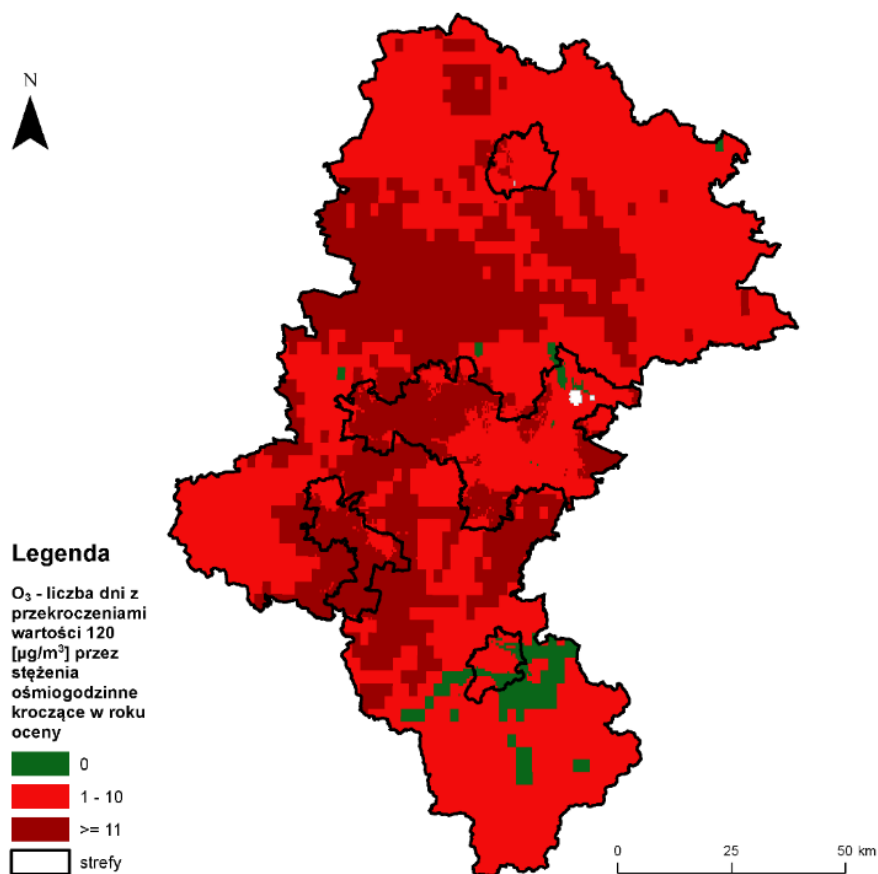 N
Legenda
O₃ - liczba dni z
przekroczeniami
wartości 120
[µg/m³] przez
stężenia
ośmiogodzinne
kroczące w roku
oceny
0
1 - 10
>= 11
strefy
0 25 50 km